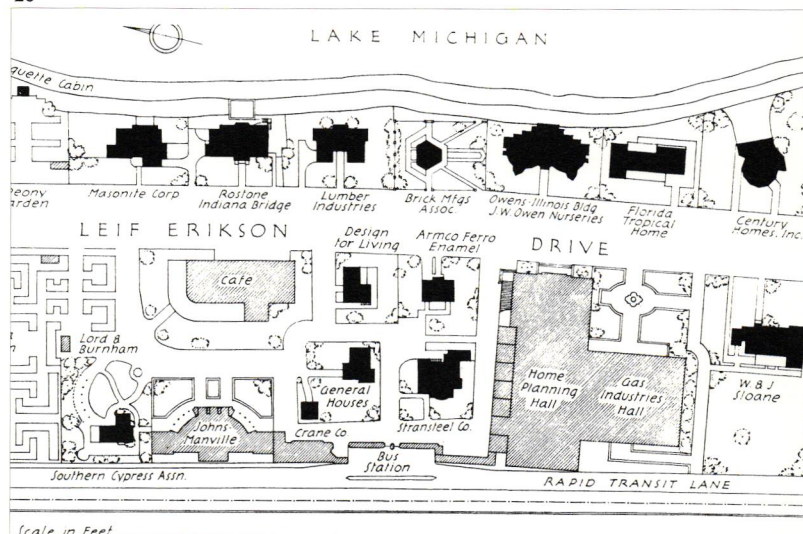 LAKE MICHIGAN
quette Cabin
Peony
Garden
Masonite Corp
Rostone
Indiana Bridge
Lumber
Industries
Brick Mfgs
Assoc.
Owens-Illinois Bldg
J.W. Owen Nurseries
Florida
Tropical
Home
Century
Homes, Inc.
LEIF ERIKSON
DRIVE
Design
for Living
Armco Ferro
Enamel
Cafe
Lord &
Burnham
General
Houses
Home
Planning
Hall
Gas
Industries
Hall
W & J
Sloane
Johns-
Manville
Crane Co
Stransteel Co.
Bus
Station
Southern Cypress Assn.
RAPID TRANSIT LANE
Scale in Feet